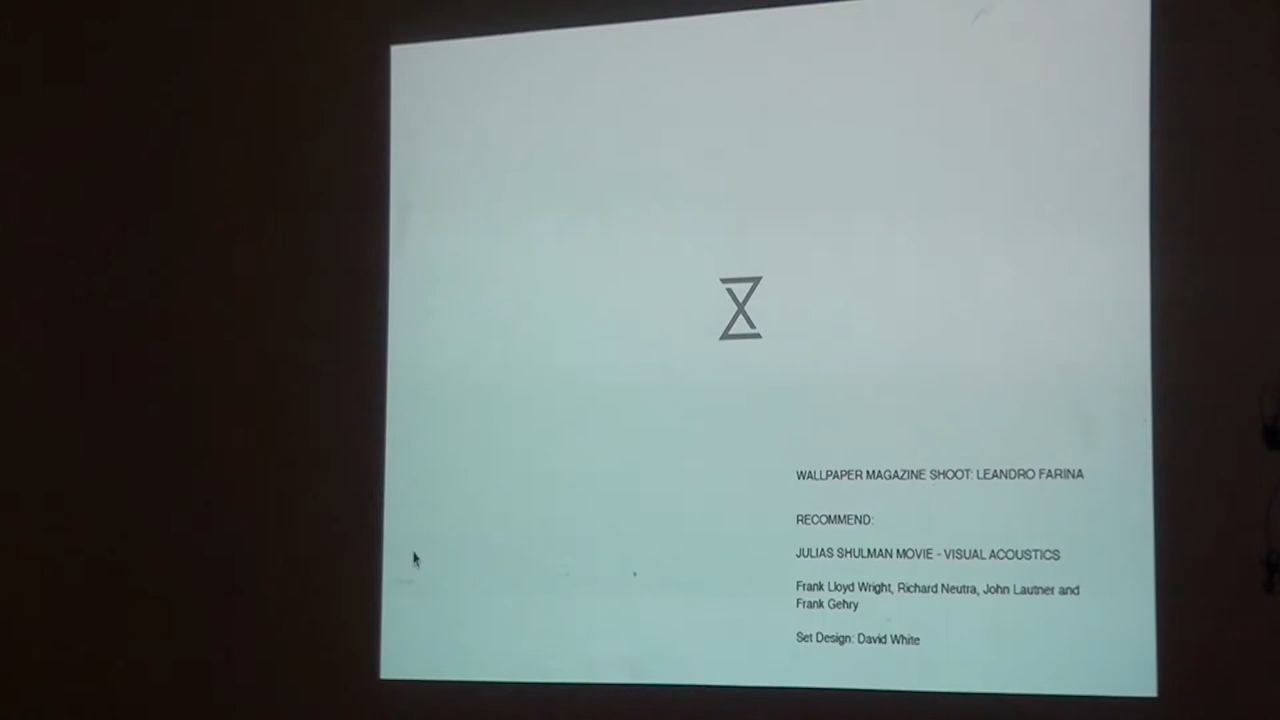 WALLPAPER MAGAZINE SHOOT: LEANDRO FARINA
RECOMMEND:
JULIAS SHULMAN MOVIE - VISUAL ACOUSTICS
Frank Lloyd Wright, Richard Neutra, John Lautner and
Frank Gehry
Set Design: David White